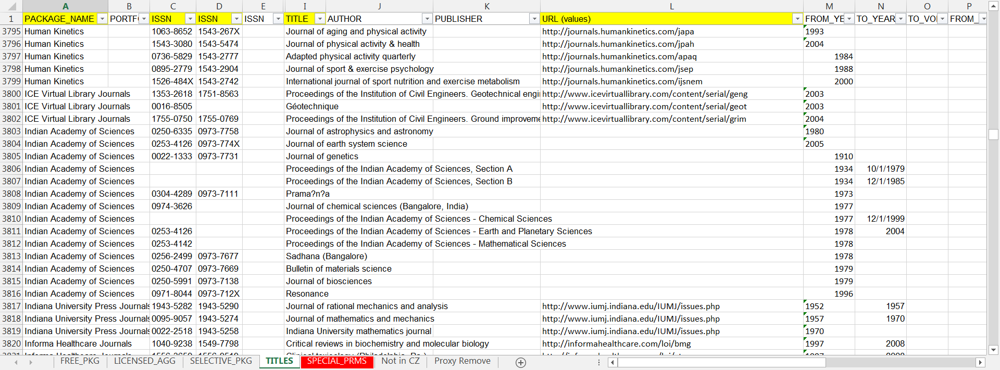 A B C D E I J K L M N O P
1 PACKAGE_NAME PORTF ISSN ISSN ISSN TITLE AUTHOR PUBLISHER URL (values) FROM_YE TO_YEAR TO_VO FROM_
3795 Human Kinetics 1063-8652 1543-267X Journal of aging and physical activity http://journals.humankinetics.com/japa 1993
3796 Human Kinetics 1543-3080 1543-5474 Journal of physical activity & health http://journals.humankinetics.com/jpah 2004
3797 Human Kinetics 0736-5829 1543-2777 Adapted physical activity quarterly http://journals.humankinetics.com/apaq 1984
3798 Human Kinetics 0895-2779 1543-2904 Journal of sport & exercise psychology http://journals.humankinetics.com/jsep 1988
3799 Human Kinetics 1526-484X 1543-2742 International journal of sport nutrition and exercise metabolism http://journals.humankinetics.com/ijsnem 2000
3800 ICE Virtual Library Journals 1353-2618 1751-8563 Proceedings of the Institution of Civil Engineers. Geotechnical engi http://www.icevirtuallibrary.com/content/serial/geng 2003
3801 ICE Virtual Library Journals 0016-8505 Géotechnique http://www.icevirtuallibrary.com/content/serial/geot 2003
3802 ICE Virtual Library Journals 1755-0750 1755-0769 Proceedings of the Institution of Civil Engineers. Ground improveme http://www.icevirtuallibrary.com/content/serial/grim 2004
3803 Indian Academy of Sciences 0250-6335 0973-7758 Journal of astrophysics and astronomy 1980
3804 Indian Academy of Sciences 0253-4126 0973-774X Journal of earth system science 2005
3805 Indian Academy of Sciences 0022-1333 0973-7731 Journal of genetics 1910
3806 Indian Academy of Sciences Proceedings of the Indian Academy of Sciences, Section A 1934 10/1/1979
3807 Indian Academy of Sciences Proceedings of the Indian Academy of Sciences, Section B 1934 12/1/1985
3808 Indian Academy of Sciences 0304-4289 0973-7111 Prama?n?a 1973
3809 Indian Academy of Sciences 0974-3626 Journal of chemical sciences (Bangalore, India) 1977
3810 Indian Academy of Sciences Proceedings of the Indian Academy of Sciences - Chemical Sciences 1977 12/1/1999
3811 Indian Academy of Sciences 0253-4126 Proceedings of the Indian Academy of Sciences - Earth and Planetary Sciences 1978 2004
3812 Indian Academy of Sciences 0253-4142 Proceedings of the Indian Academy of Sciences - Mathematical Sciences 1978
3813 Indian Academy of Sciences 0256-2499 0973-7677 Sadhana (Bangalore) 1978
3814 Indian Academy of Sciences 0250-4707 0973-7669 Bulletin of materials science 1979
3815 Indian Academy of Sciences 0250-5991 0973-7138 Journal of biosciences 1979
3816 Indian Academy of Sciences 0971-8044 0973-712X Resonance 1996
3817 Indiana University Press Journals 1943-5282 1943-5290 Journal of rational mechanics and analysis http://www.iumj.indiana.edu/IUMJ/issues.php 1952 1957
3818 Indiana University Press Journals 0095-9057 1943-5274 Journal of mathematics and mechanics http://www.iumj.indiana.edu/IUMJ/issues.php 1957 1970
3819 Indiana University Press Journals 0022-2518 1943-5258 Indiana University mathematics journal http://www.iumj.indiana.edu/IUMJ/issues.php 1970
3820 Informa Healthcare Journals 1040-9238 1549-7798 Critical reviews in biochemistry and molecular biology http://informahealthcare.com/loi/bmg 1997 2008
FREE_PKG LICENSED_AGG SELECTIVE_PKG TITLES SPECIAL_PRMS Not in CZ Proxy Remove